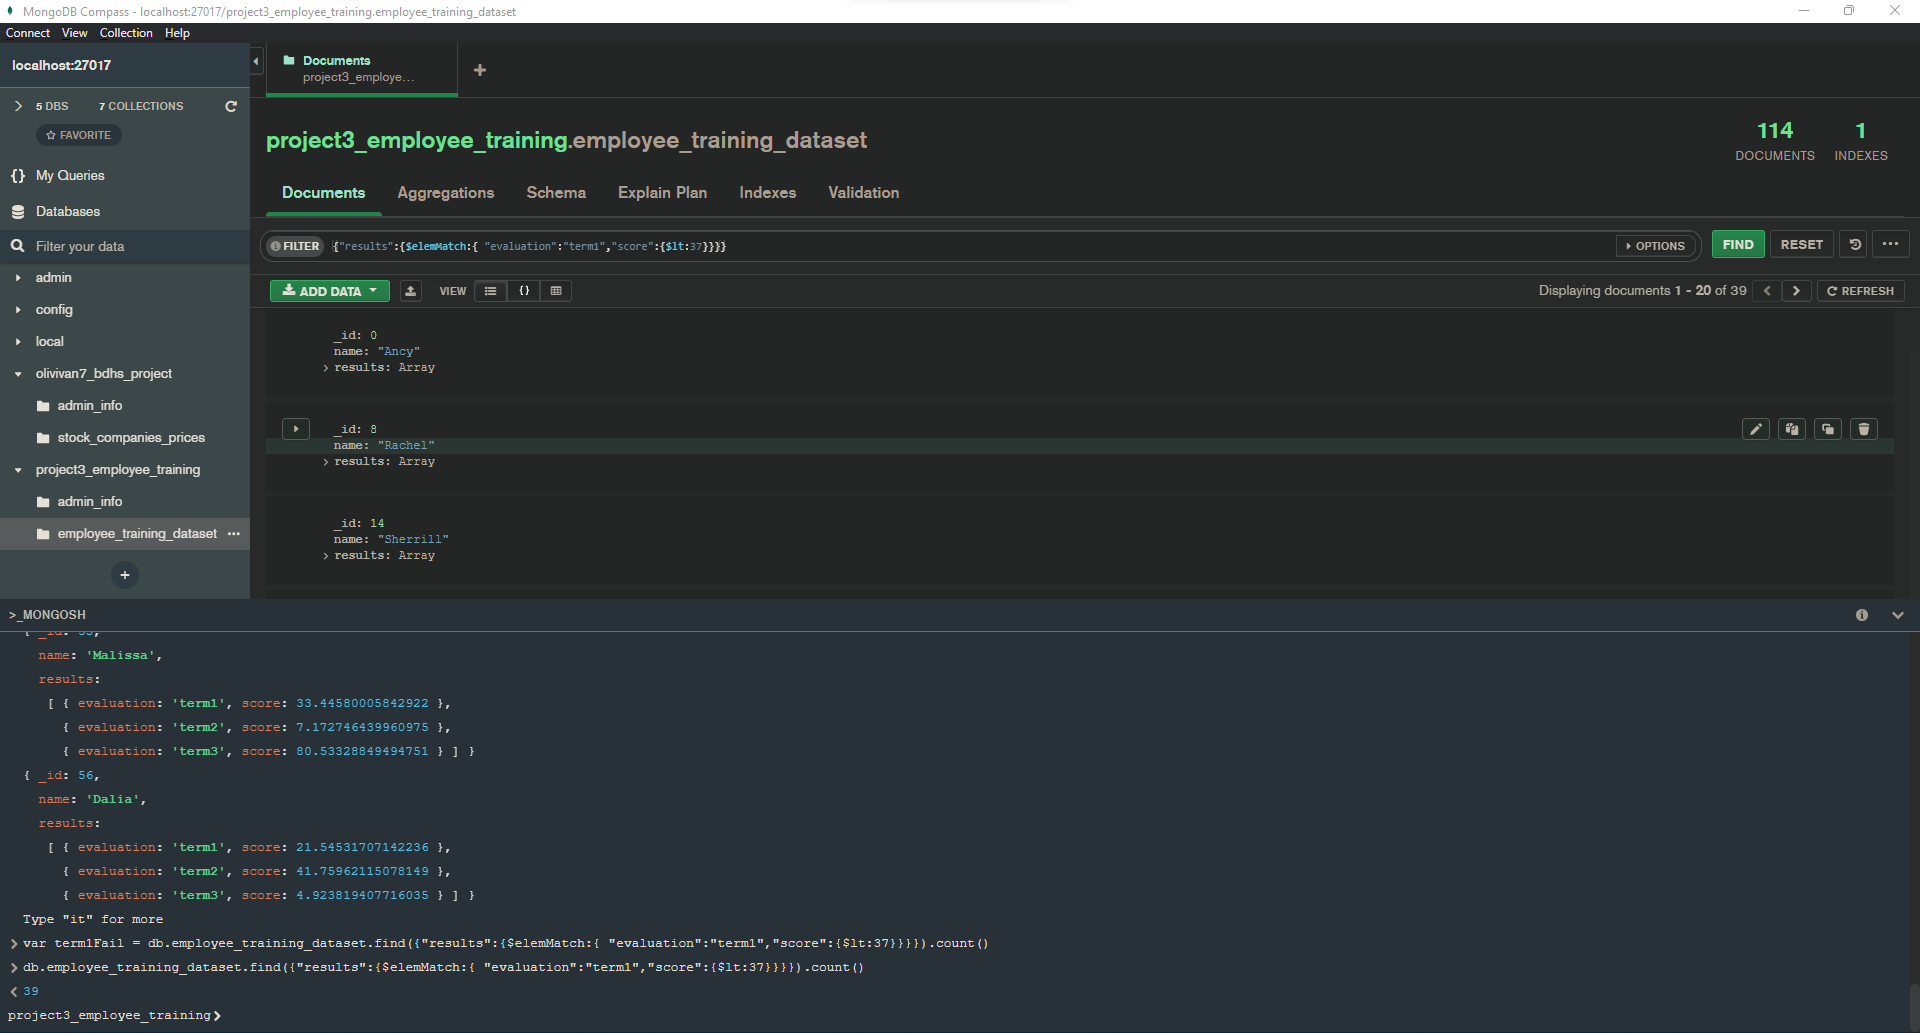 MongoDB Compass - localhost:27017/project3_employee_training.employee_training_dataset
Connect View Collection Help
localhost:27017
5 DBS 7 COLLECTIONS
FAVORITE
My Queries
Databases
Filter your data
admin
config
local
olivivan7_bdhs_project
admin_info
stock_companies_prices
project3_employee_training
admin_info
employee_training_dataset
Documents
project3_employe...
project3_employee_training.employee_training_dataset
114
DOCUMENTS
1
INDEXES
Documents Aggregations Schema Explain Plan Indexes Validation
FILTER {"results":{$elemMatch:{ "evaluation":"term1","score":{$lt:37}}}} OPTIONS FIND RESET
ADD DATA VIEW {} Displaying documents 1 - 20 of 39 REFRESH
_id: 0
name: "Ancy"
> results: Array
_id: 8
name: "Rachel"
> results: Array
_id: 14
name: "Sherrill"
> results: Array
>_MONGOSH
name: 'Malissa',
results:
[ { evaluation: 'term1', score: 33.44580005842922 },
{ evaluation: 'term2', score: 7.172746439960975 },
{ evaluation: 'term3', score: 80.53328849494751 } ] }
{ _id: 56,
name: 'Dalia',
results:
[ { evaluation: 'term1', score: 21.54531707142236 },
{ evaluation: 'term2', score: 41.75962115078149 },
{ evaluation: 'term3', score: 4.923819407716035 } ] }
Type "it" for more
> var term1Fail = db.employee_training_dataset.find({"results":{$elemMatch:{ "evaluation":"term1","score":{$lt:37}}}}).count()
> db.employee_training_dataset.find({"results":{$elemMatch:{ "evaluation":"term1","score":{$lt:37}}}}).count()
< 39
project3_employee_training>